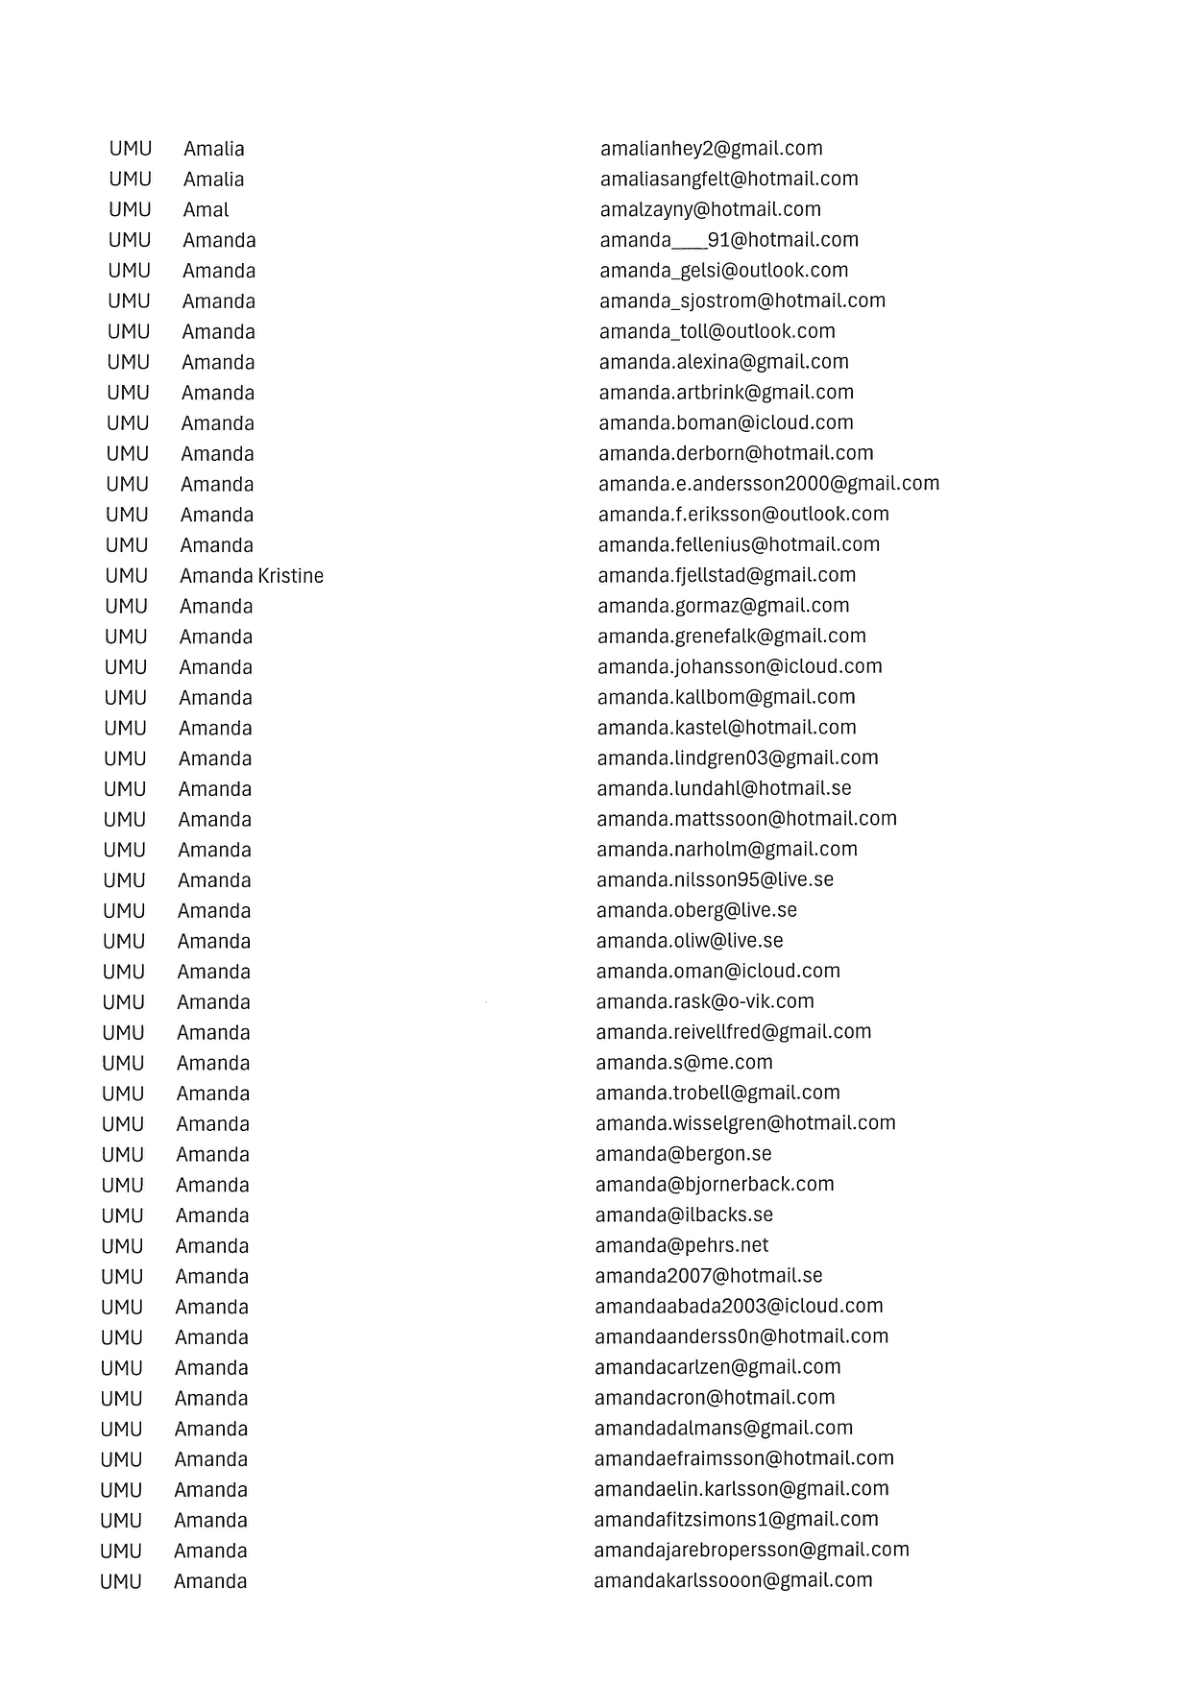 UMU Amalia amalianhey2@gmail.com
UMU Amalia amaliasangfelt@hotmail.com
UMU Amal amalzayny@hotmail.com
UMU Amanda amanda____91@hotmail.com
UMU Amanda amanda_gelsi@outlook.com
UMU Amanda amanda_sjostrom@hotmail.com
UMU Amanda amanda_toll@outlook.com
UMU Amanda amanda.alexina@gmail.com
UMU Amanda amanda.artbrink@gmail.com
UMU Amanda amanda.boman@icloud.com
UMU Amanda amanda.derborn@hotmail.com
UMU Amanda amanda.e.andersson2000@gmail.com
UMU Amanda amanda.f.eriksson@outlook.com
UMU Amanda amanda.fellenius@hotmail.com
UMU Amanda Kristine amanda.fjellstad@gmail.com
UMU Amanda amanda.gormaz@gmail.com
UMU Amanda amanda.grenefalk@gmail.com
UMU Amanda amanda.johansson@icloud.com
UMU Amanda amanda.kallbom@gmail.com
UMU Amanda amanda.kastel@hotmail.com
UMU Amanda amanda.lindgren03@gmail.com
UMU Amanda amanda.lundahl@hotmail.se
UMU Amanda amanda.mattssoon@hotmail.com
UMU Amanda amanda.narholm@gmail.com
UMU Amanda amanda.nilsson95@live.se
UMU Amanda amanda.oberg@live.se
UMU Amanda amanda.oliw@live.se
UMU Amanda amanda.oman@icloud.com
UMU Amanda amanda.rask@o-vik.com
UMU Amanda amanda.reivellfred@gmail.com
UMU Amanda amanda.s@me.com
UMU Amanda amanda.trobell@gmail.com
UMU Amanda amanda.wisselgren@hotmail.com
UMU Amanda amanda@bergon.se
UMU Amanda amanda@bjornerback.com
UMU Amanda amanda@ilbacks.se
UMU Amanda amanda@pehrs.net
UMU Amanda amanda2007@hotmail.se
UMU Amanda amandaabada2003@icloud.com
UMU Amanda amandaanderss0n@hotmail.com
UMU Amanda amandacarlzen@gmail.com
UMU Amanda amandacron@hotmail.com
UMU Amanda amandadalmans@gmail.com
UMU Amanda amandaefraimsson@hotmail.com
UMU Amanda amandaelin.karlsson@gmail.com
UMU Amanda amandafitzsimons1@gmail.com
UMU Amanda amandajarebropersson@gmail.com
UMU Amanda amandakarlssooon@gmail.com